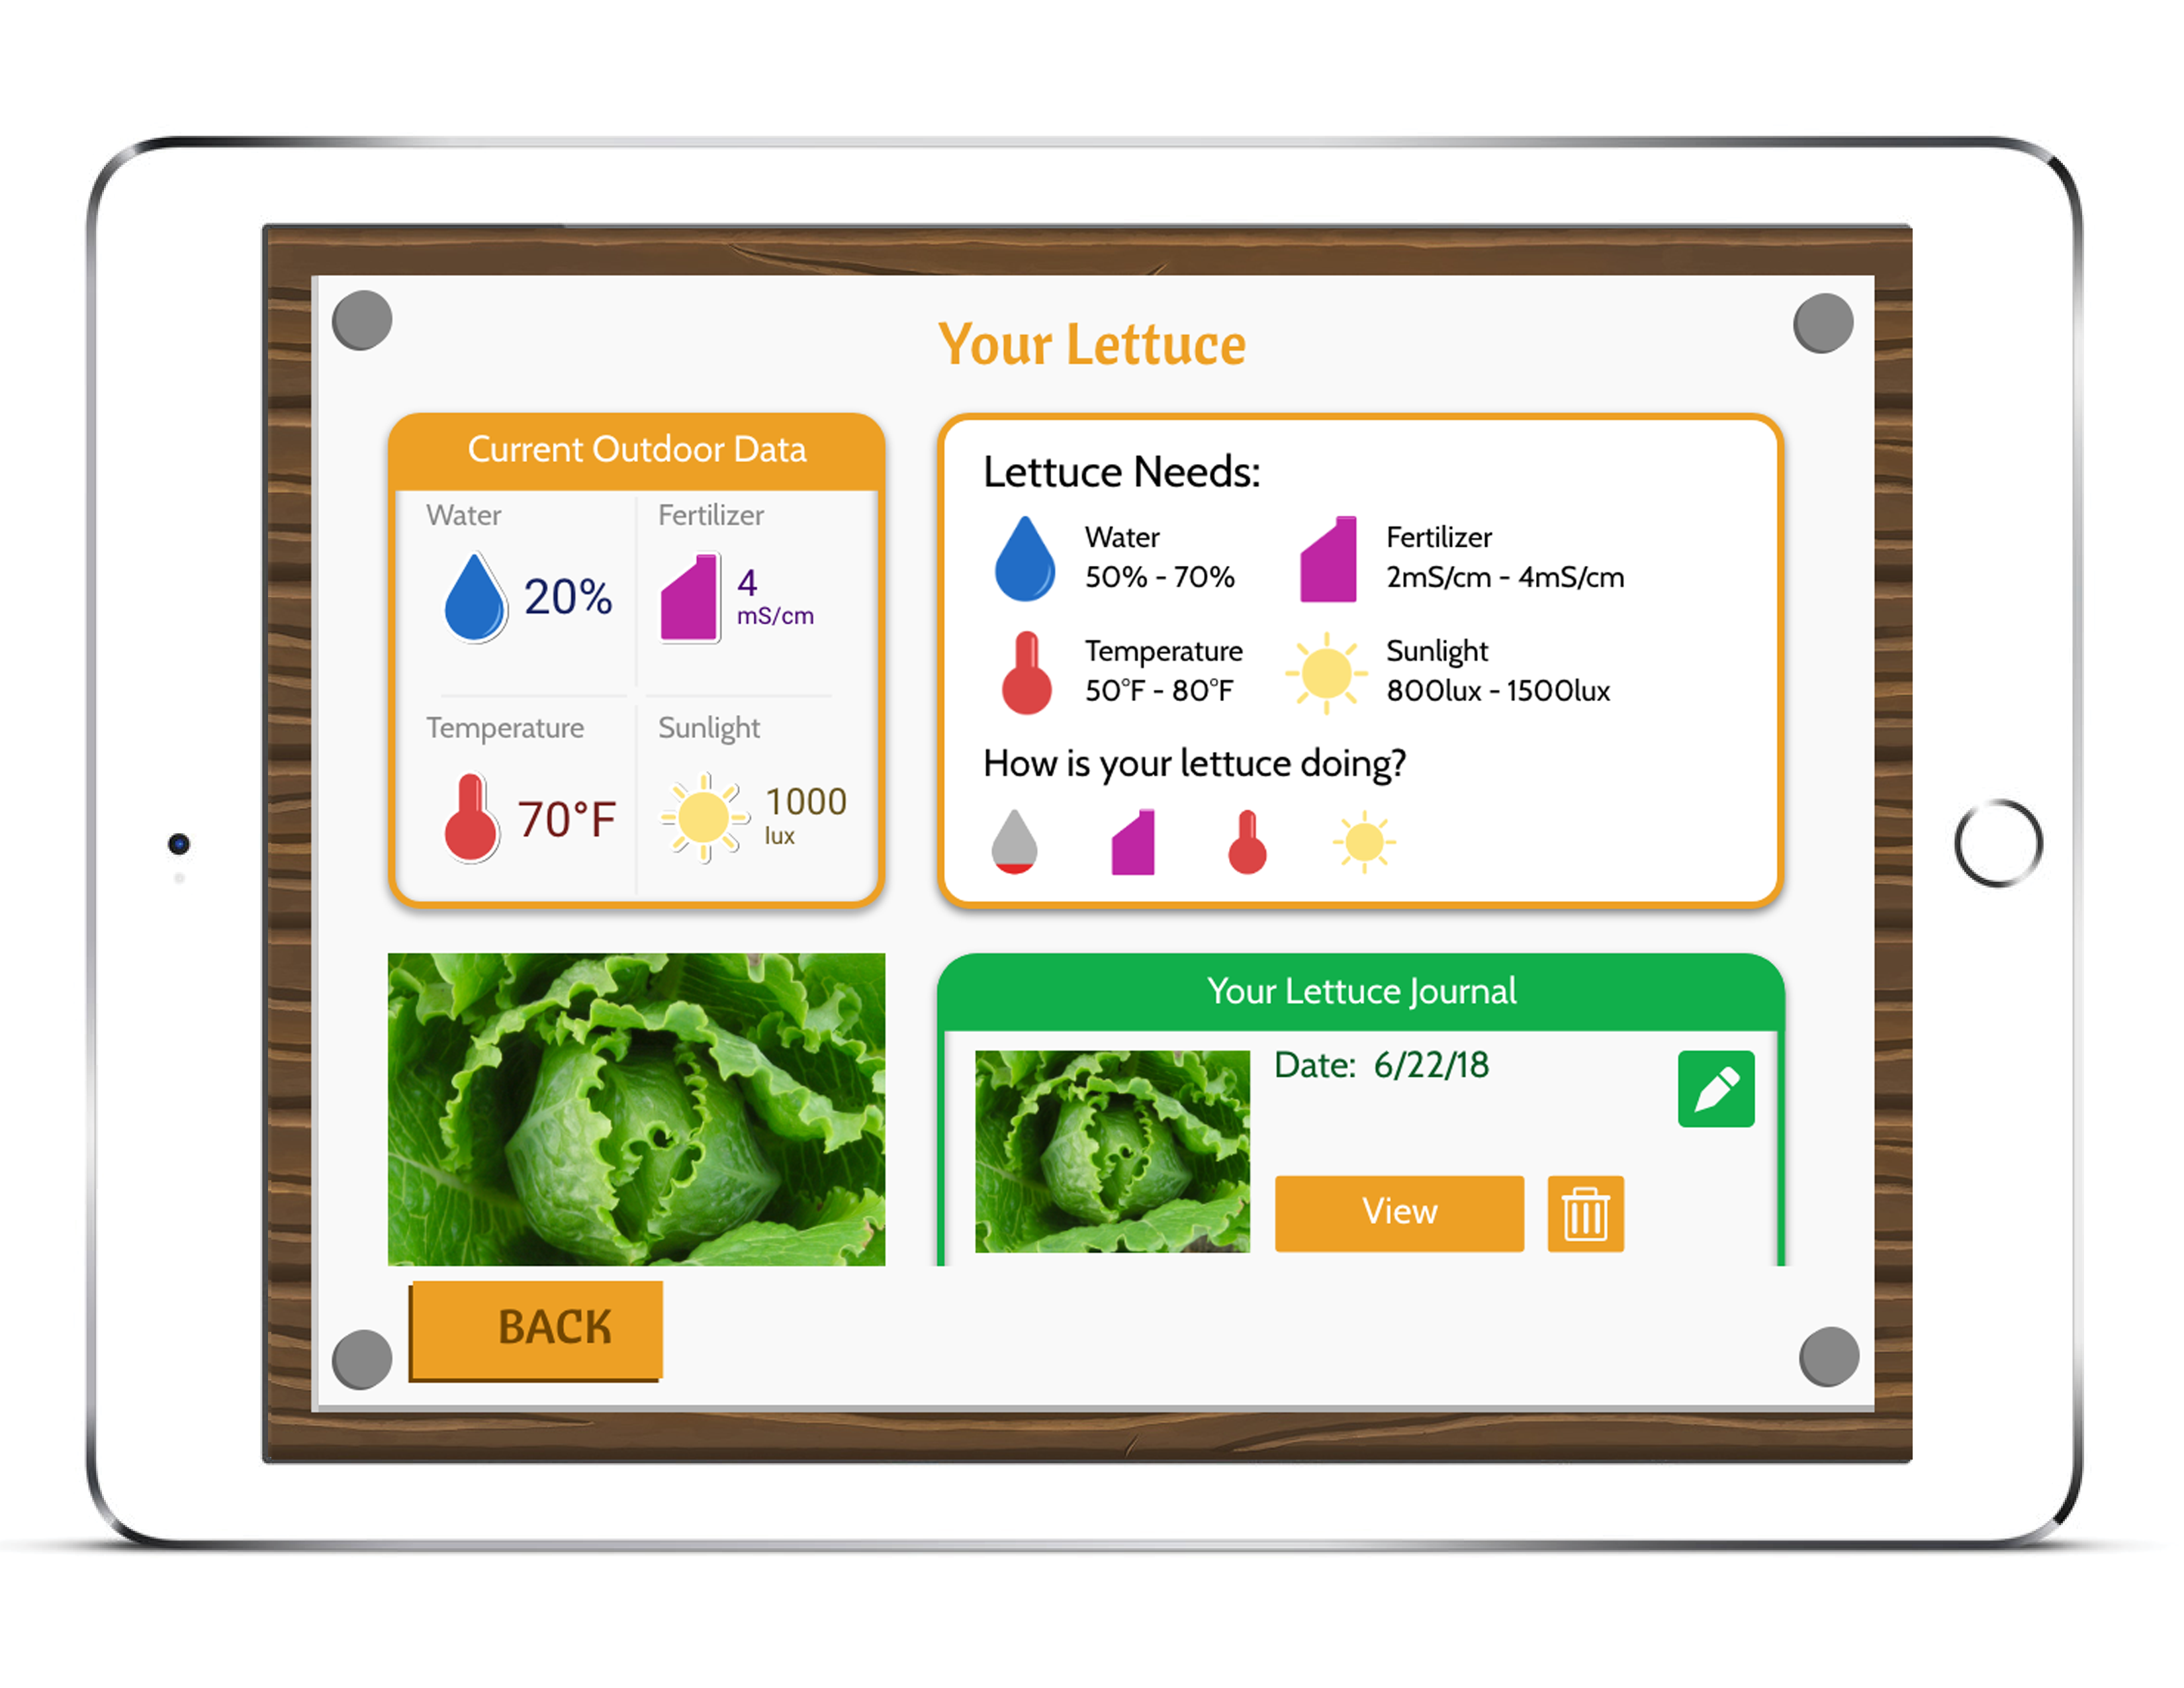 Your Lettuce
Current Outdoor Data
Water
20%
Fertilizer
4
mS/cm
Temperature
70°F
Sunlight
1000
lux
Lettuce Needs:
Water
50% - 70%
Fertilizer
2mS/cm - 4mS/cm
Temperature
50°F - 80°F
Sunlight
800lux - 1500lux
How is your lettuce doing?
Your Lettuce Journal
Date: 6/22/18
View
BACK